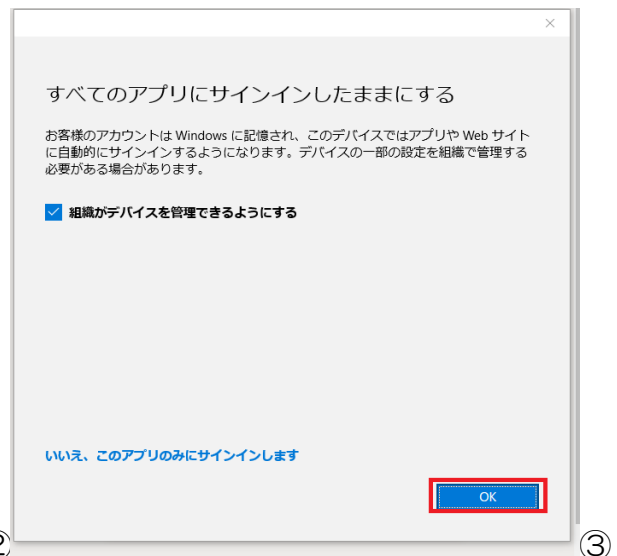 ×
すべてのアプリにサインインしたままにする
お客様のアカウントは Windows に記憶され、このデバイスではアプリや Web サイト
に自動的にサインインするようになります。デバイスの一部の設定を組織で管理する
必要がある場合があります。
組織がデバイスを管理できるようにする
いいえ、このアプリのみにサインインします
OK
② ③